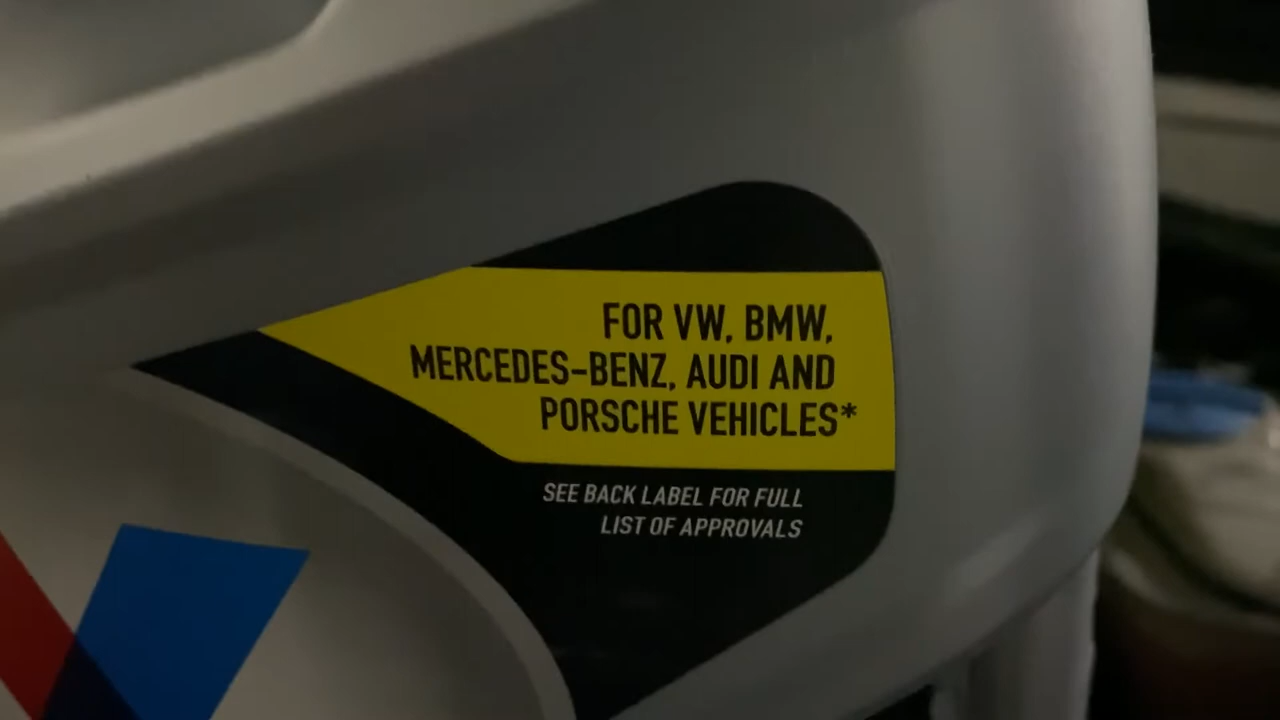 FOR VW, BMW,
MERCEDES-BENZ, AUDI AND
PORSCHE VEHICLES*
SEE BACK LABEL FOR FULL
LIST OF APPROVALS